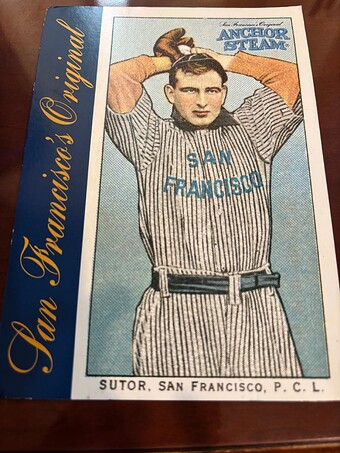 San Francisco's Original
San Francisco's Original
ANCHOR
STEAM
SAN
FRANCISCO
SUTOR, SAN FRANCISCO, P. C. L.